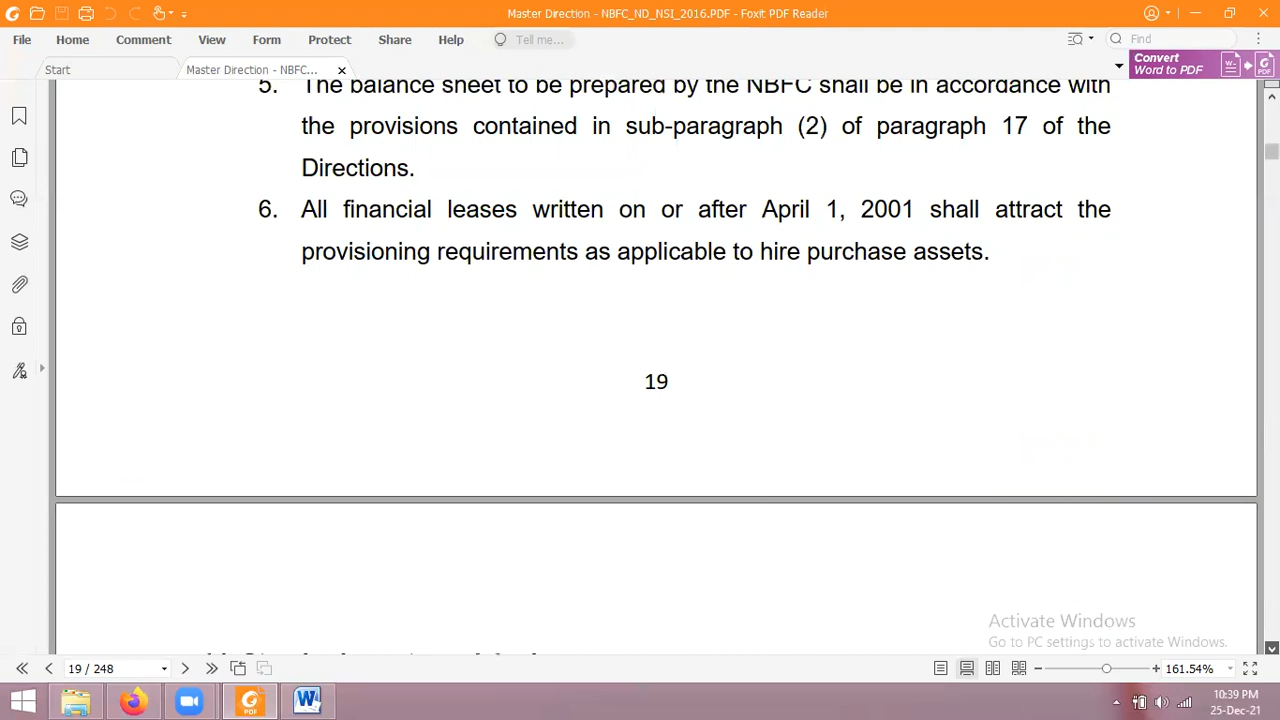 Master Direction - NBFC_ND_NSI_2016.PDF - Foxit PDF Reader
File Home Comment View Form Protect Share Help Tell me... Find
Start Master Direction - NBFC... Convert Word to PDF
5. The balance sheet to be prepared by the NBFC shall be in accordance with
the provisions contained in sub-paragraph (2) of paragraph 17 of the
Directions.
6. All financial leases written on or after April 1, 2001 shall attract the
provisioning requirements as applicable to hire purchase assets.
19
Activate Windows
Go to PC settings to activate Windows.
19 / 248 161.54%
10:39 PM
25-Dec-21